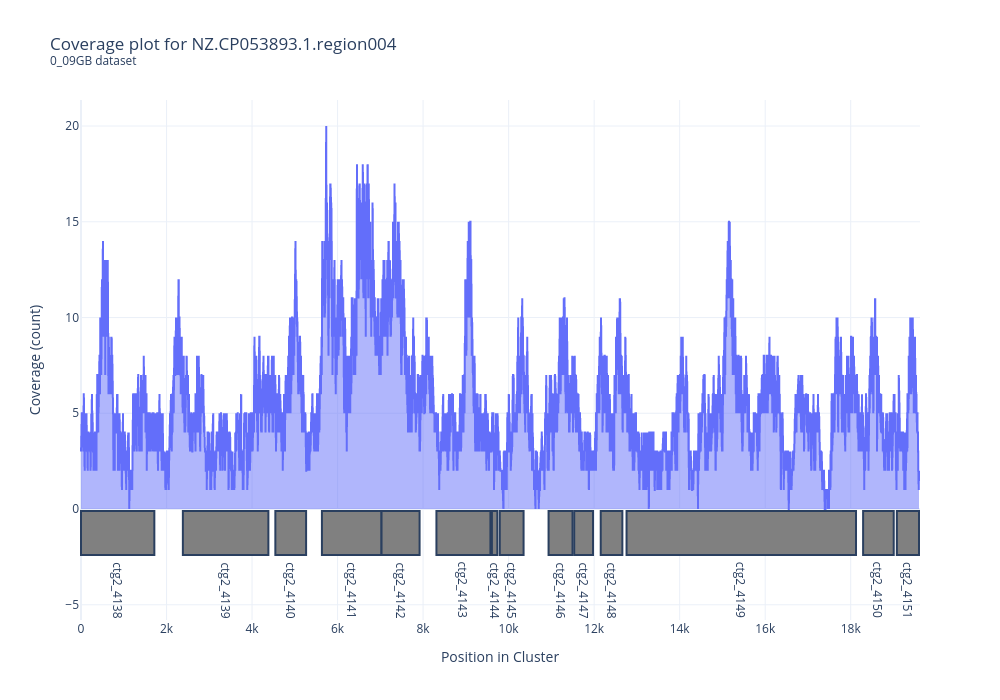 Coverage plot for NZ.CP053893.1.region004
0_09GB dataset
20
15
10
5
0
−5
Coverage (count)
ctg2_4138
ctg2_4139
ctg2_4140
ctg2_4141
ctg2_4142
ctg2_4143
ctg2_4144
ctg2_4145
ctg2_4146
ctg2_4147
ctg2_4148
ctg2_4149
ctg2_4150
ctg2_4151
0
2k
4k
6k
8k
10k
12k
14k
16k
18k
Position in Cluster